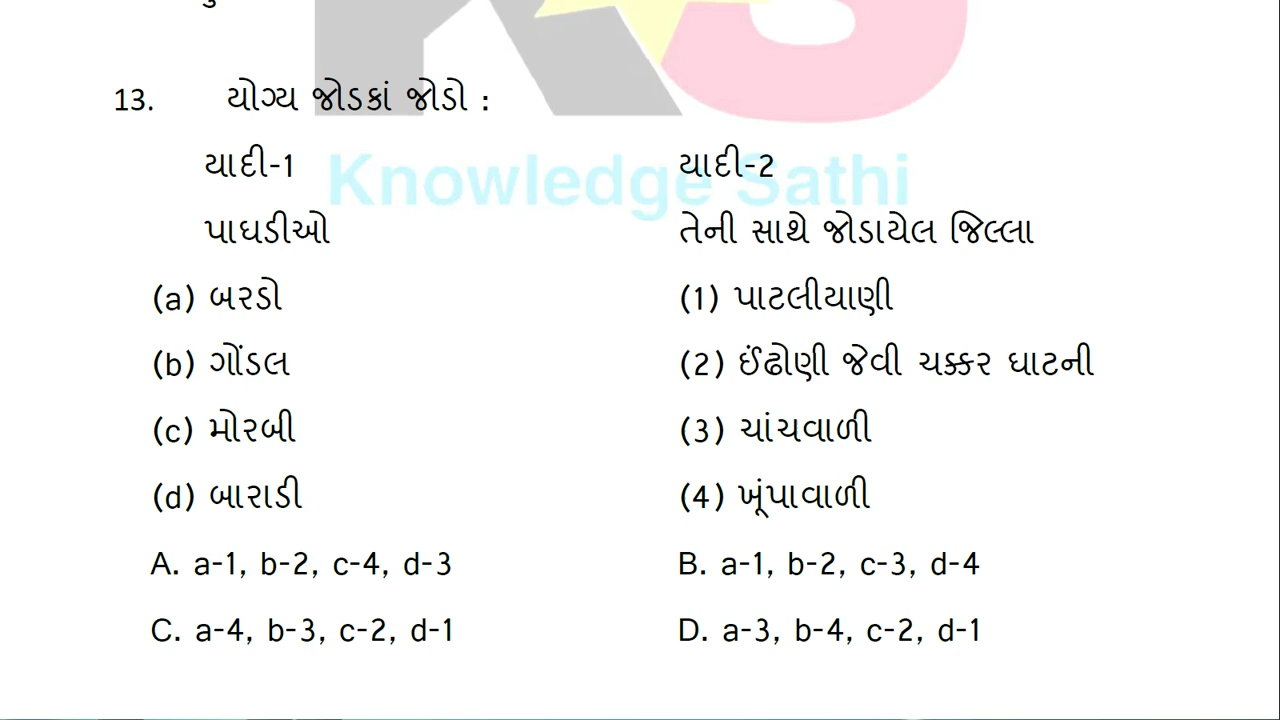 13. યોગ્ય જોડકાં જોડો :
Knowledge Sathi
યાદી-1 યાદી-2
પાઘડીઓ તેની સાથે જોડાયેલ જિલ્લા
(a) બરડો (1) પાટલીયાણી
(b) ગોંડલ (2) ઈંઢોણી જેવી ચક્કર ઘાટની
(c) મોરબી (3) ચાંચવાળી
(d) બારાડી (4) ખૂંપાવાળી
A. a-1, b-2, c-4, d-3 B. a-1, b-2, c-3, d-4
C. a-4, b-3, c-2, d-1 D. a-3, b-4, c-2, d-1